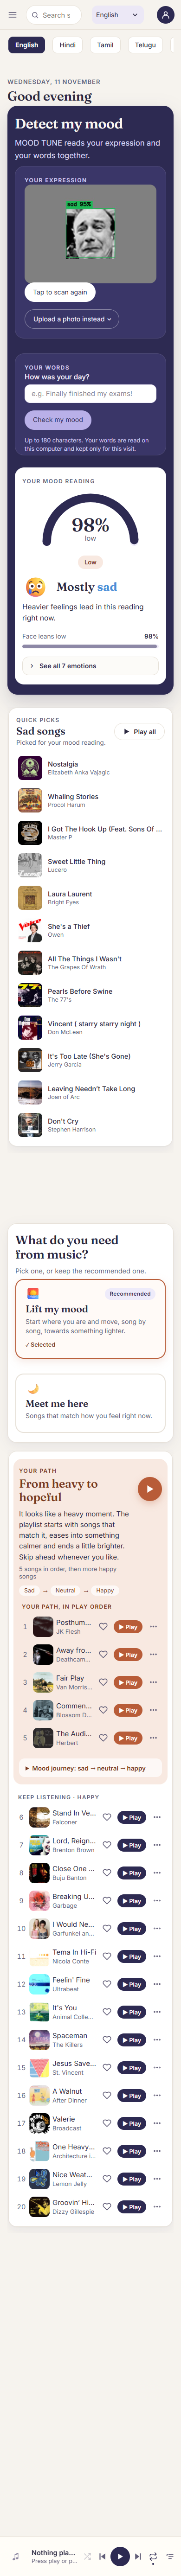 Search s
English
English
Hindi
Tamil
Telugu
WEDNESDAY, 11 NOVEMBER
Good evening
Detect my mood
MOOD TUNE reads your expression and
your words together.
YOUR EXPRESSION
sad 95%
Tap to scan again
Upload a photo instead
YOUR WORDS
How was your day?
e.g. Finally finished my exams!
Check my mood
Up to 180 characters. Your words are read on
this computer and kept only for this visit.
YOUR MOOD READING
98%
low
Low
Mostly sad
Heavier feelings lead in this reading
right now.
Face leans low 98%
See all 7 emotions
QUICK PICKS
Sad songs
Play all
Picked for your mood reading.
Nostalgia
Elizabeth Anka Vajagic
Whaling Stories
Procol Harum
I Got The Hook Up (Feat. Sons Of ...
Master P
Sweet Little Thing
Lucero
Laura Laurent
Bright Eyes
She's a Thief
Owen
All The Things I Wasn't
The Grapes Of Wrath
Pearls Before Swine
The 77's
Vincent ( starry starry night )
Don McLean
It's Too Late (She's Gone)
Jerry Garcia
Leaving Needn't Take Long
Joan of Arc
Don't Cry
Stephen Harrison
What do you need
from music?
Pick one, or keep the recommended one.
Recommended
Lift my mood
Start where you are and move, song by
song, towards something lighter.
✓ Selected
Meet me here
Songs that match how you feel right now.
YOUR PATH
From heavy to
hopeful
It looks like a heavy moment. The
playlist starts with songs that
match it, eases into something
calmer and ends a little brighter.
Skip ahead whenever you like.
5 songs in order, then more happy
songs
Sad → Neutral → Happy
YOUR PATH, IN PLAY ORDER
1 Posthum... Play
JK Flesh
2 Away fro... Play
Deathcam...
3 Fair Play Play
Van Morris...
4 Commen... Play
Blossom D...
5 The Audi... Play
Herbert
Mood journey: sad → neutral → happy
KEEP LISTENING · HAPPY
6 Stand In Ve... Play
Falconer
7 Lord, Reign... Play
Brenton Brown
8 Close One ... Play
Buju Banton
9 Breaking U... Play
Garbage
10 I Would Ne... Play
Garfunkel an...
11 Tema In Hi-Fi Play
Nicola Conte
12 Feelin' Fine Play
Ultrabeat
13 It's You Play
Animal Colle...
14 Spaceman Play
The Killers
15 Jesus Save... Play
St. Vincent
16 A Walnut Play
After Dinner
17 Valerie Play
Broadcast
18 One Heavy... Play
Architecture i...
19 Nice Weat... Play
Lemon Jelly
20 Groovin' Hi... Play
Dizzy Gillespie
Nothing pla...
Press play or p...